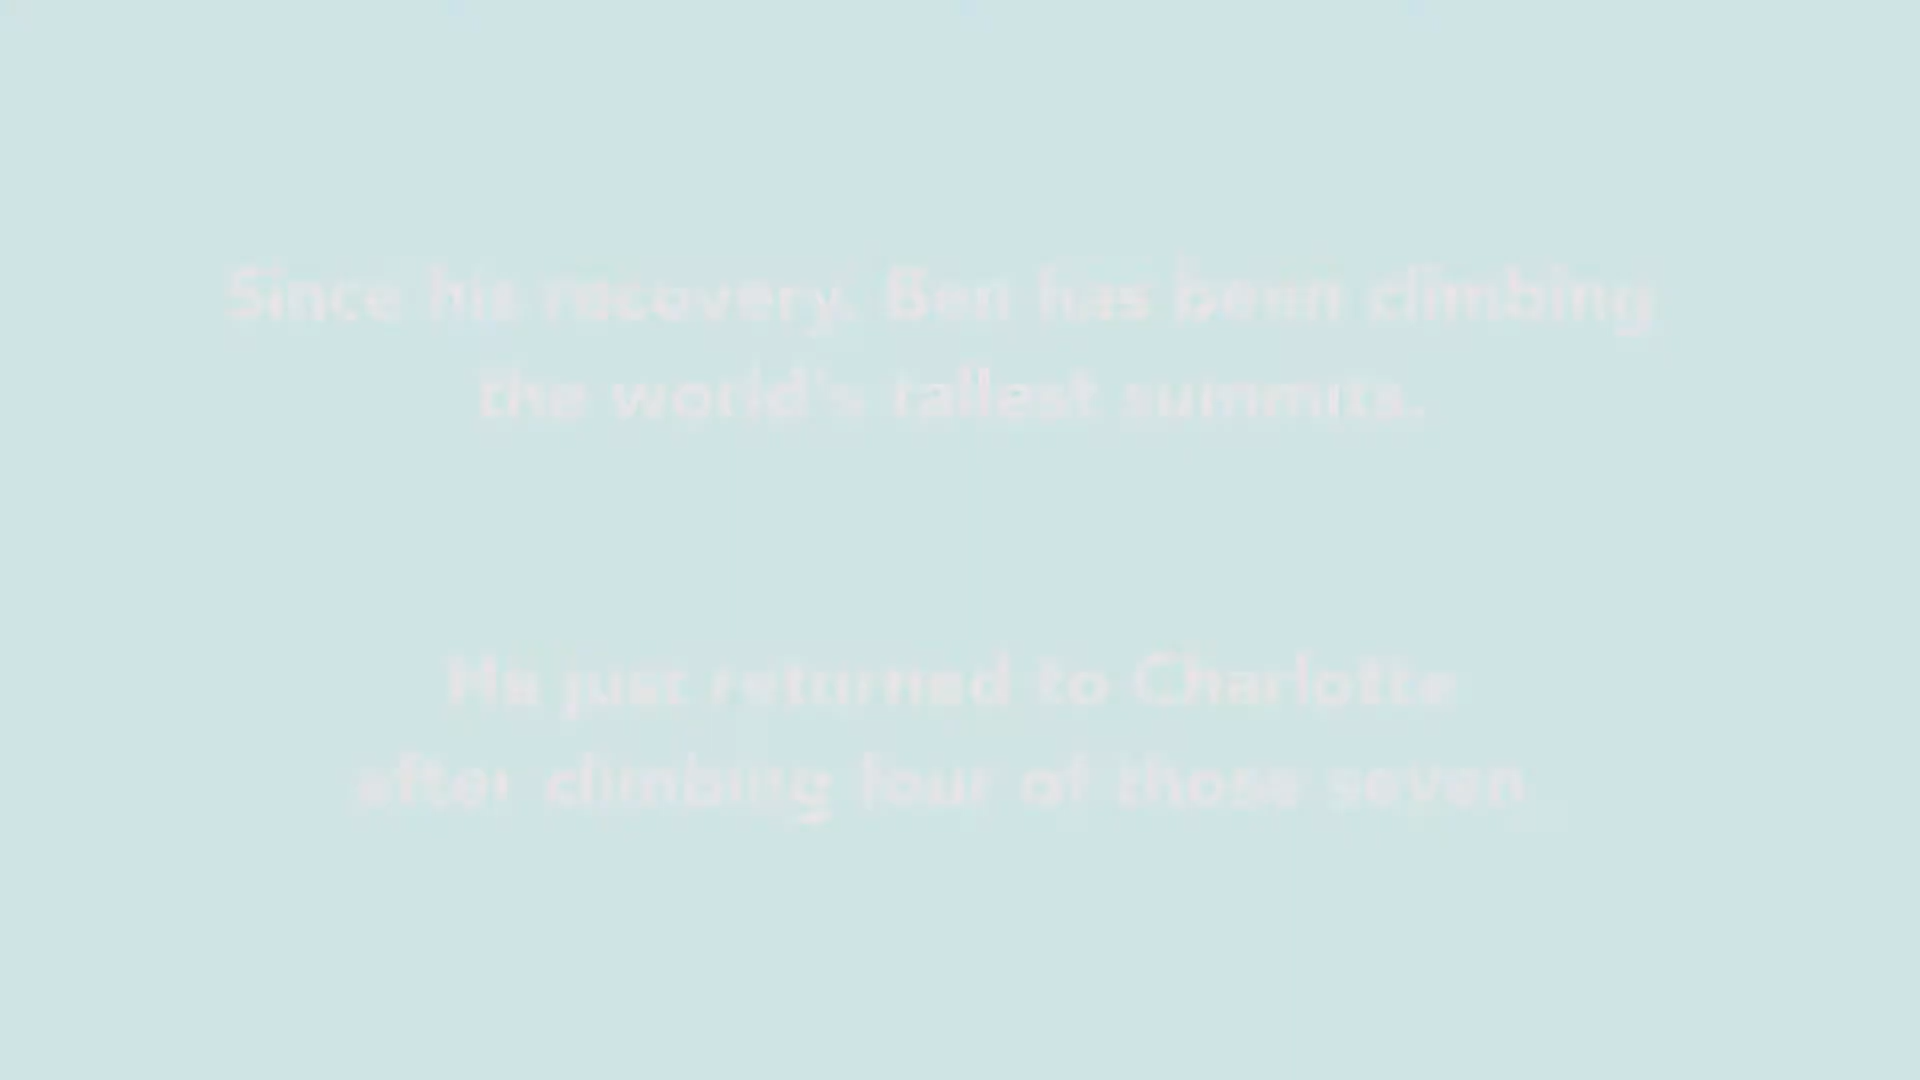 Since his recovery, Ben has been climbing
the world's tallest summits.
He just returned to Charlotte
after climbing four of those seven